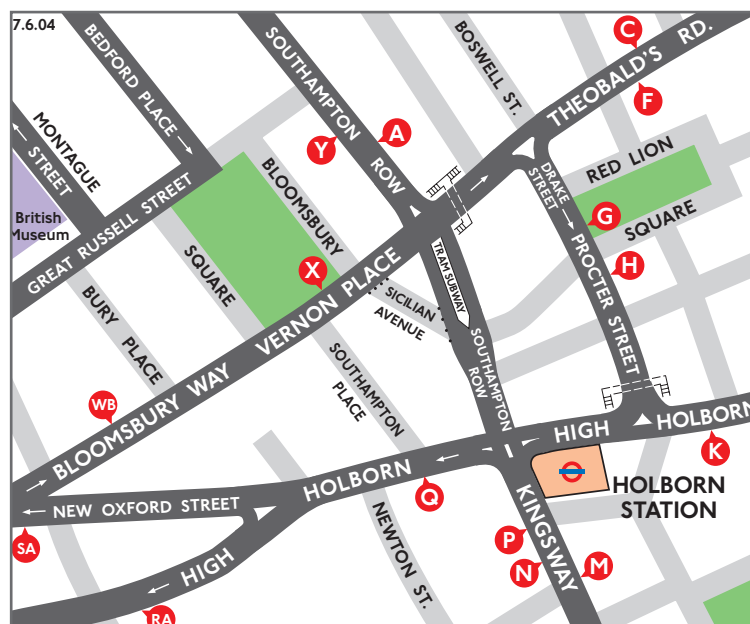 7.6.04
BEDFORD PLACE
SOUTHAMPTON ROW
BOSWELL ST.
C
THEOBALD'S RD.
F
MONTAGUE STREET
Y
A
BLOOMSBURY SQUARE
RED LION SQUARE
DRAKE STREET
British
Museum
GREAT RUSSELL STREET
G
H
PROCTER STREET
X
TRAM SUBWAY
SICILIAN
AVENUE
BURY PLACE
VERNON PLACE
SOUTHAMPTON PLACE
SOUTHAMPTON ROW
WB
BLOOMSBURY WAY
HIGH HOLBORN
K
HOLBORN
STATION
HOLBORN
Q
NEW OXFORD STREET
NEWTON ST.
KINGSWAY
SA
P
N
M
HIGH
RA